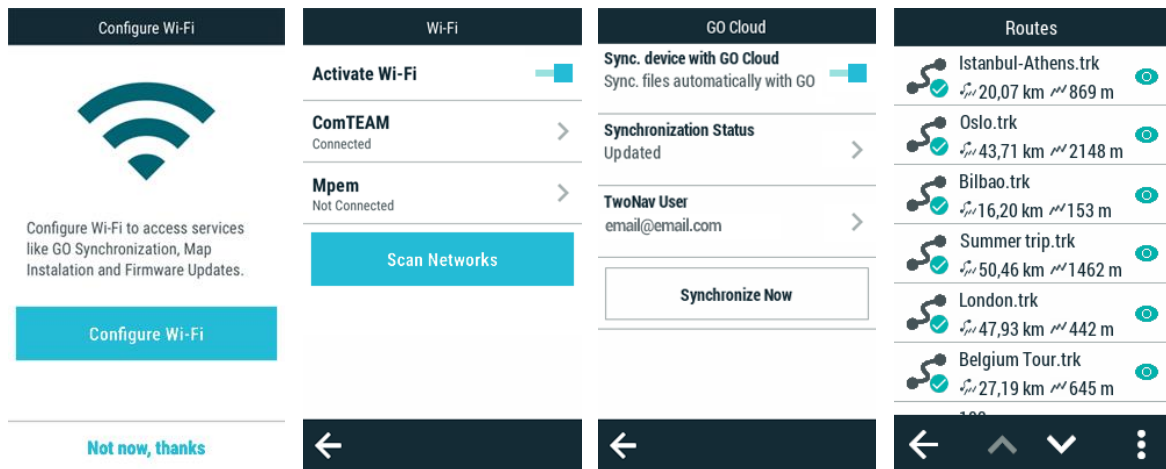 Configure Wi-Fi
Configure Wi-Fi to access services
like GO Synchronization, Map
Instalation and Firmware Updates.
Configure Wi-Fi
Not now, thanks
Wi-Fi
Activate Wi-Fi
ComTEAM
Connected
Mpem
Not Connected
Scan Networks
GO Cloud
Sync. device with GO Cloud
Sync. files automatically with GO
Synchronization Status
Updated
TwoNav User
email@email.com
Synchronize Now
Routes
Istanbul-Athens.trk
20,07 km 869 m
Oslo.trk
43,71 km 2148 m
Bilbao.trk
16,20 km 153 m
Summer trip.trk
50,46 km 1462 m
London.trk
47,93 km 442 m
Belgium Tour.trk
27,19 km 645 m